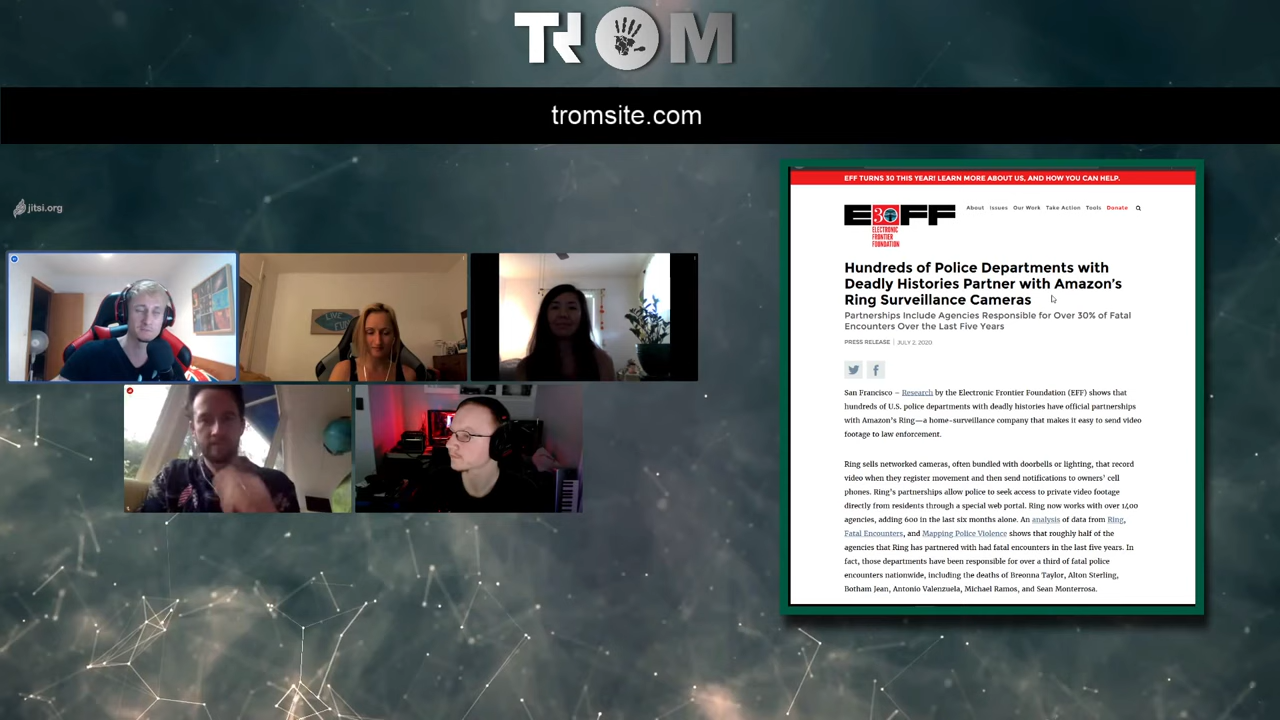 TR M
tromsite.com
jitsi.org
EFF TURNS 30 THIS YEAR! LEARN MORE ABOUT US, AND HOW YOU CAN HELP.
E30FF
ELECTRONIC
FRONTIER
FOUNDATION
About Issues Our Work Take Action Tools Donate
Hundreds of Police Departments with
Deadly Histories Partner with Amazon's
Ring Surveillance Cameras
Partnerships Include Agencies Responsible for Over 30% of Fatal
Encounters Over the Last Five Years
PRESS RELEASE | JULY 2, 2020
San Francisco – Research by the Electronic Frontier Foundation (EFF) shows that
hundreds of U.S. police departments with deadly histories have official partnerships
with Amazon's Ring—a home-surveillance company that makes it easy to send video
footage to law enforcement.
Ring sells networked cameras, often bundled with doorbells or lighting, that record
video when they register movement and then send notifications to owners' cell
phones. Ring's partnerships allow police to seek access to private video footage
directly from residents through a special web portal. Ring now works with over 1400
agencies, adding 600 in the last six months alone. An analysis of data from Ring,
Fatal Encounters, and Mapping Police Violence shows that roughly half of the
agencies that Ring has partnered with had fatal encounters in the last five years. In
fact, those departments have been responsible for over a third of fatal police
encounters nationwide, including the deaths of Breonna Taylor, Alton Sterling,
Botham Jean, Antonio Valenzuela, Michael Ramos, and Sean Monterrosa.